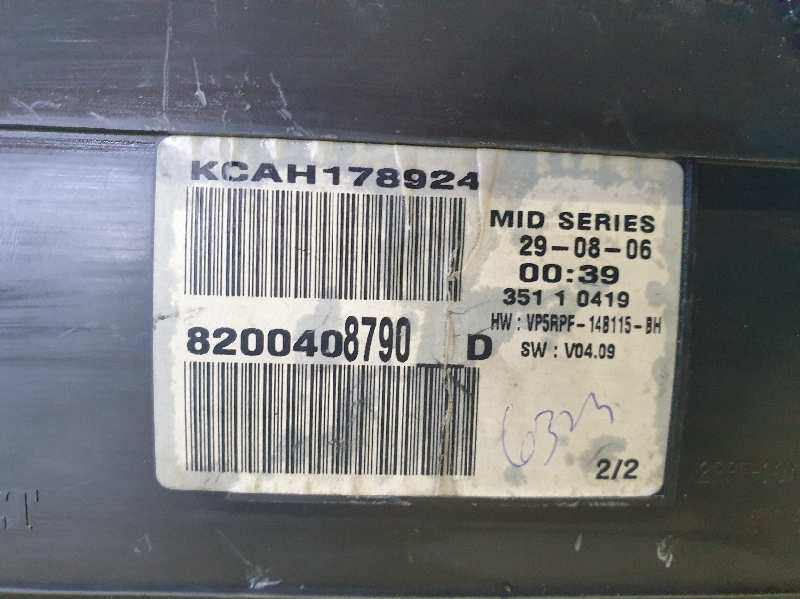 KCAH178924
MID SERIES
29-08-06
00:39
351 1 0419
HW : VP5RPF-14B115-BH
SW : V04.09
8200408790__D
2/2